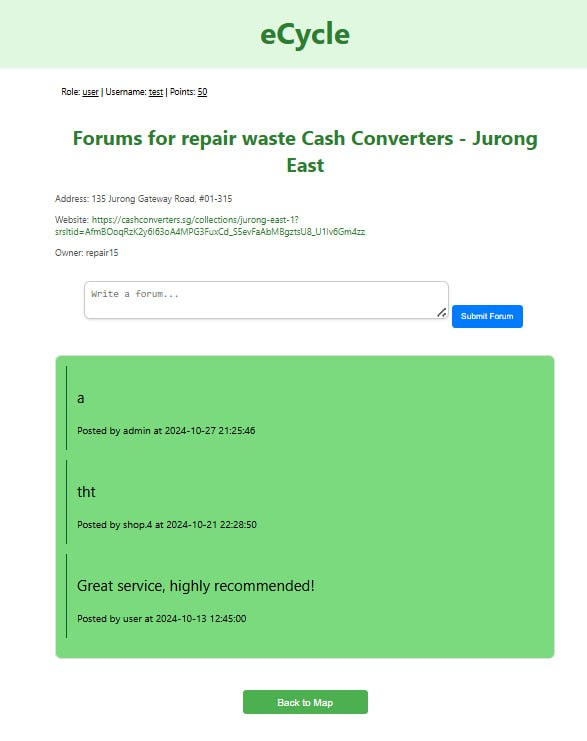 eCycle
Role: user | Username: test | Points: 50
Forums for repair waste Cash Converters - Jurong
East
Address: 135 Jurong Gateway Road, #01-315
Website: https://cashconverters.sg/collections/jurong-east-1?
srsltid=AfmBOoqRzK2y6I63oA4MPG3FuxCd_S5evFaAbMBgztsU8_U1Iv6Gm4zz
Owner: repair15
Write a forum...
Submit Forum
a
Posted by admin at 2024-10-27 21:25:46
tht
Posted by shop.4 at 2024-10-21 22:28:50
Great service, highly recommended!
Posted by user at 2024-10-13 12:45:00
Back to Map